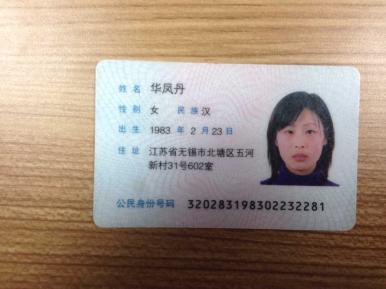 姓名 华凤丹
性别 女 民族 汉
出生 1983 年 2 月 23 日
住址 江苏省无锡市北塘区五河
新村31号602室
公民身份号码 320283198302232281